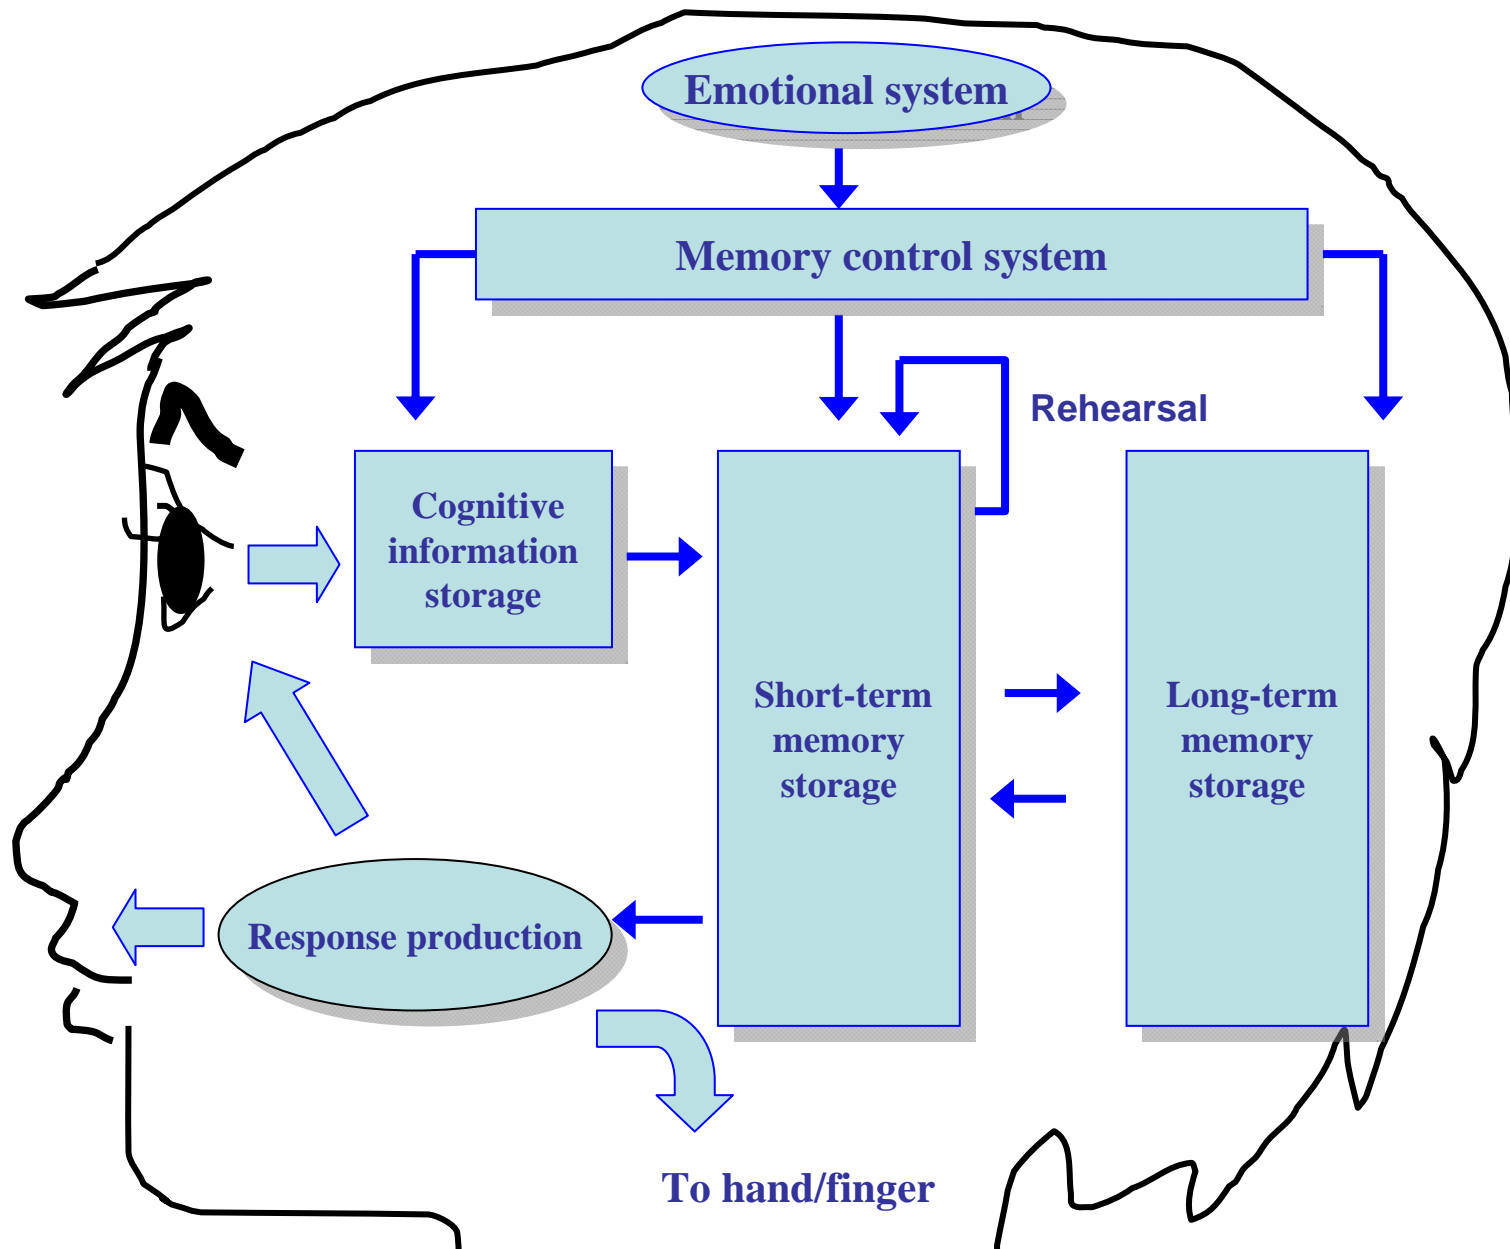 Emotional system
Memory control system
Rehearsal
Cognitive
information
storage
Short-term
memory
storage
Long-term
memory
storage
Response production
To hand/finger